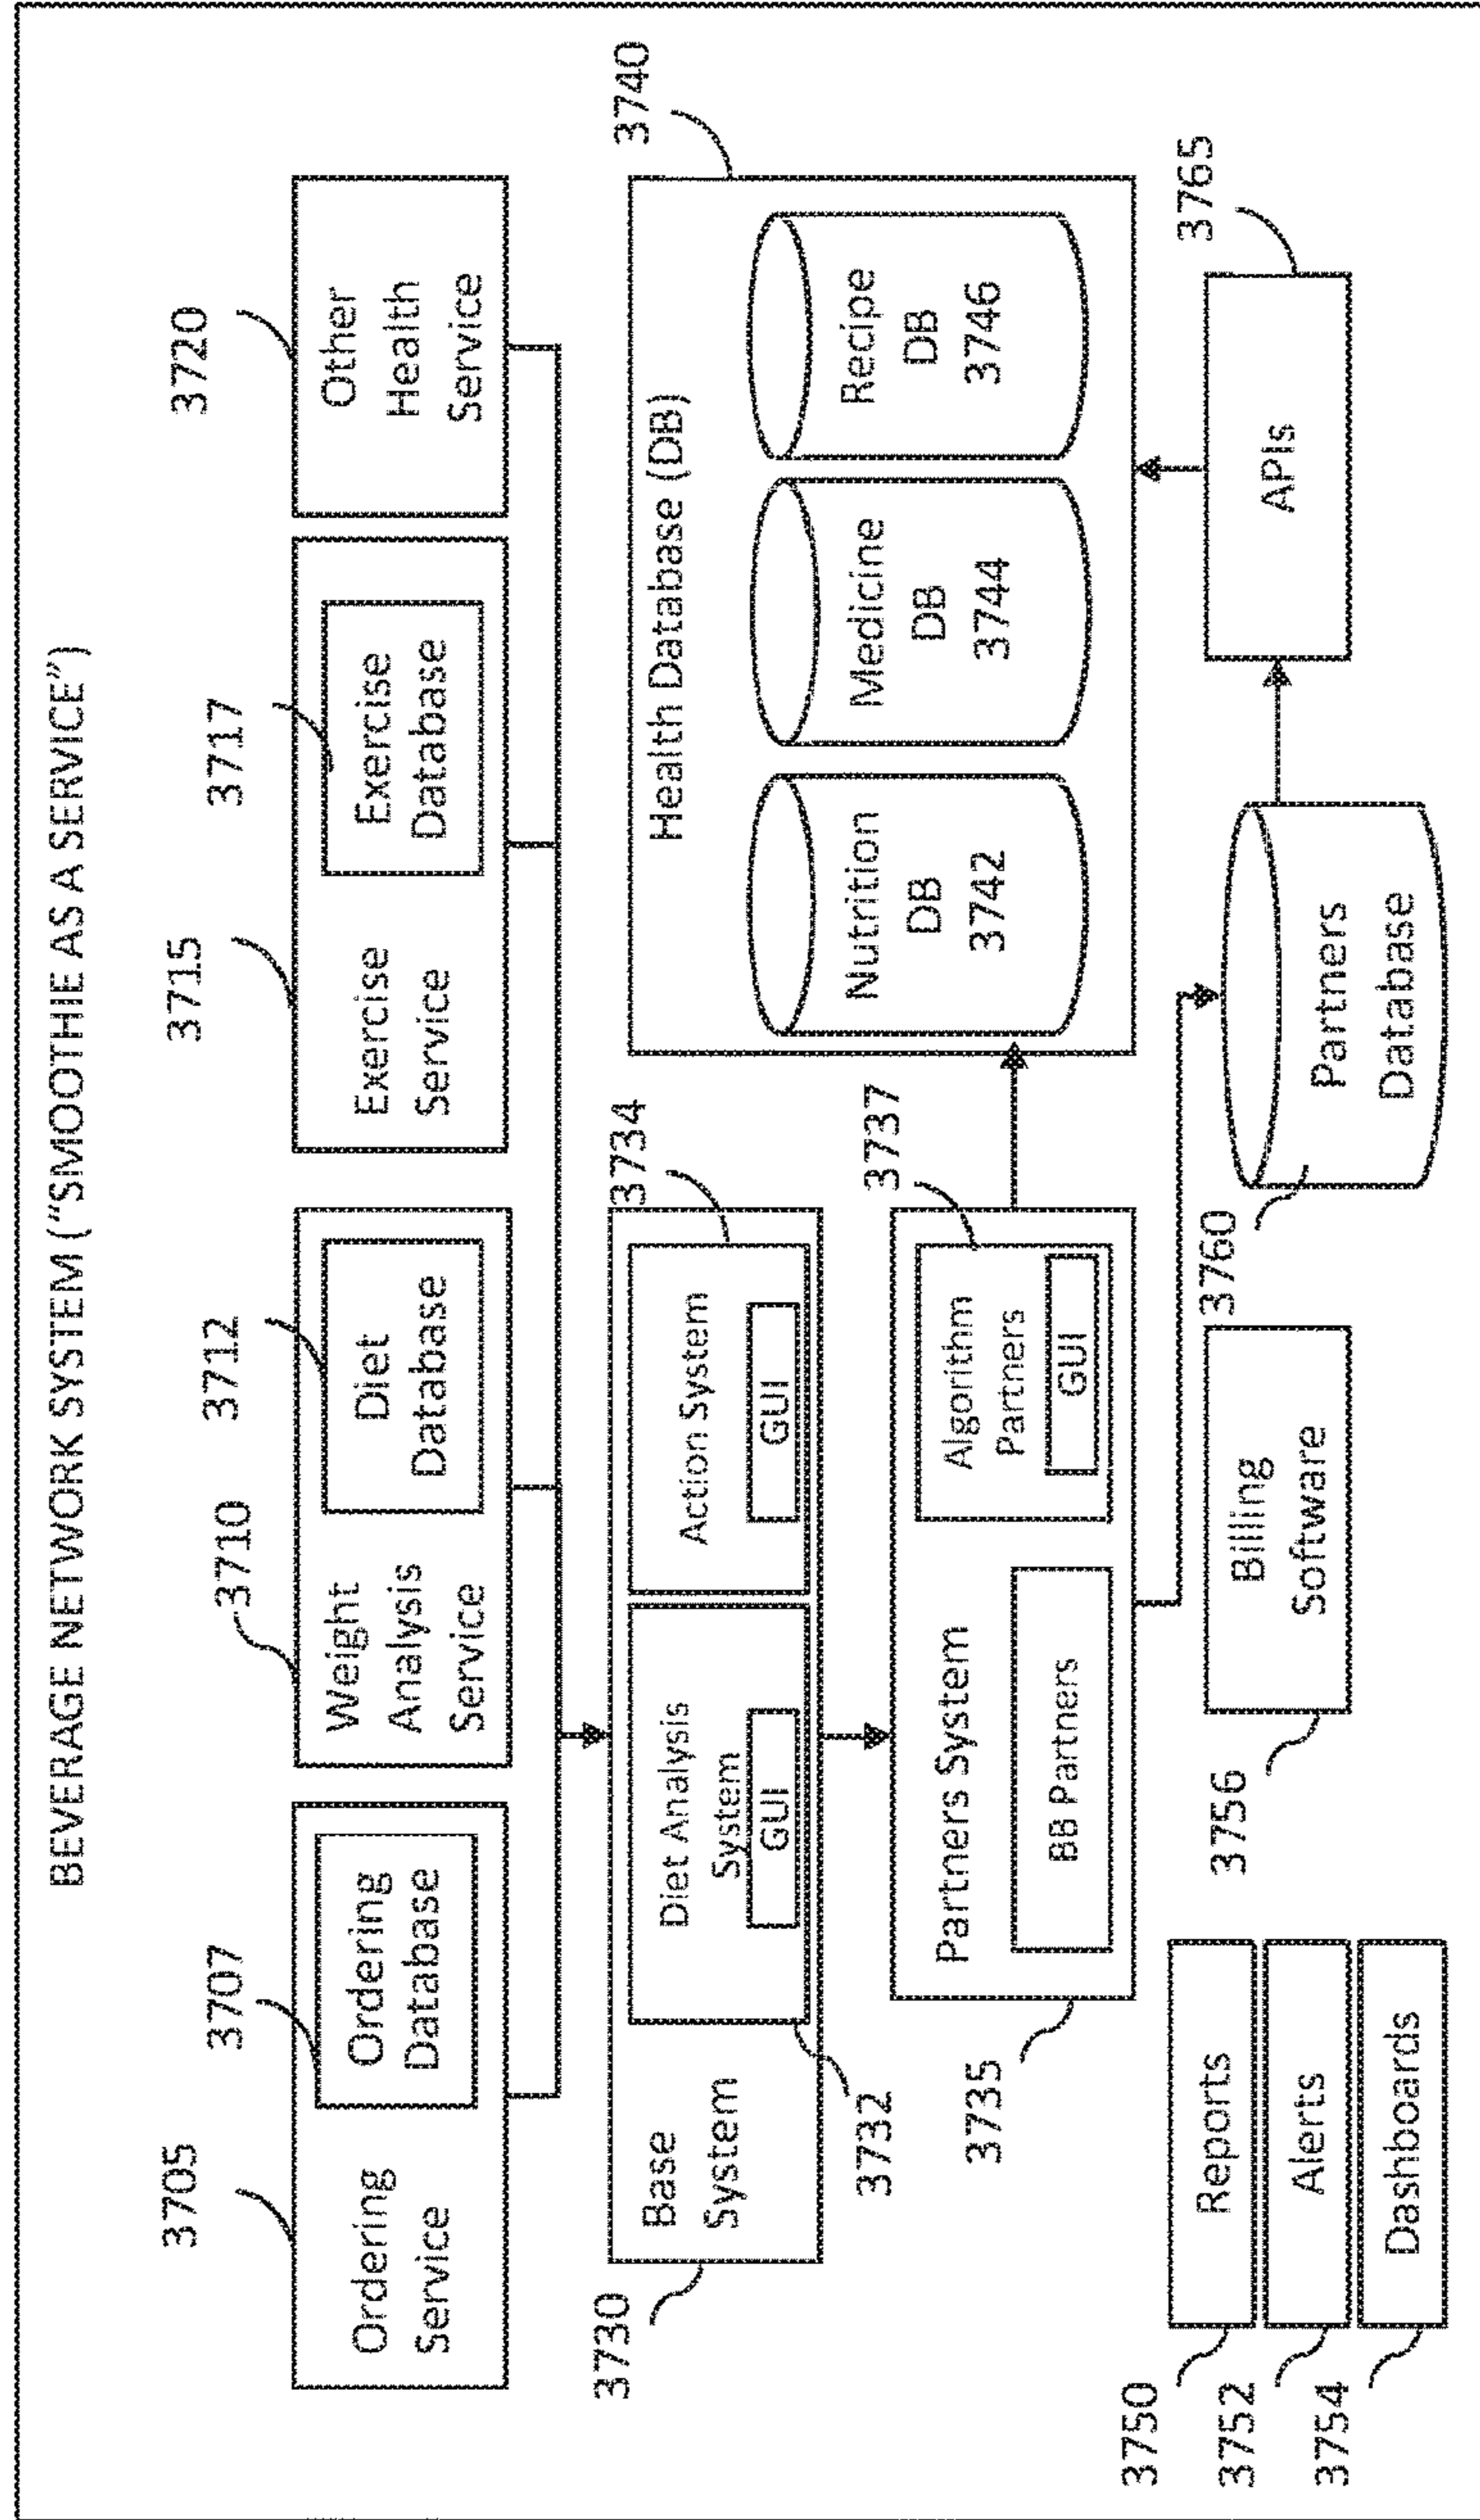 BEVERAGE NETWORK SYSTEM ("SMOOTHIE AS A SERVICE")
3705
3707
Ordering
Service
Ordering
Database
3710
3712
Weight
Analysis
Service
Diet
Database
3715
3717
Exercise
Service
Exercise
Database
3720
Other
Health
Service
3730
Base
System
3732
Diet Analysis
System
GUI
3734
Action System
GUI
3735
Partners System
BB Partners
3737
Algorithm
Partners
GUI
3740
Health Database (DB)
Nutrition
DB
3742
Medicine
DB
3744
Recipe
DB
3746
3750
Reports
3752
Alerts
3754
Dashboards
3756
Billing
Software
3760
Partners
Database
3765
APIs